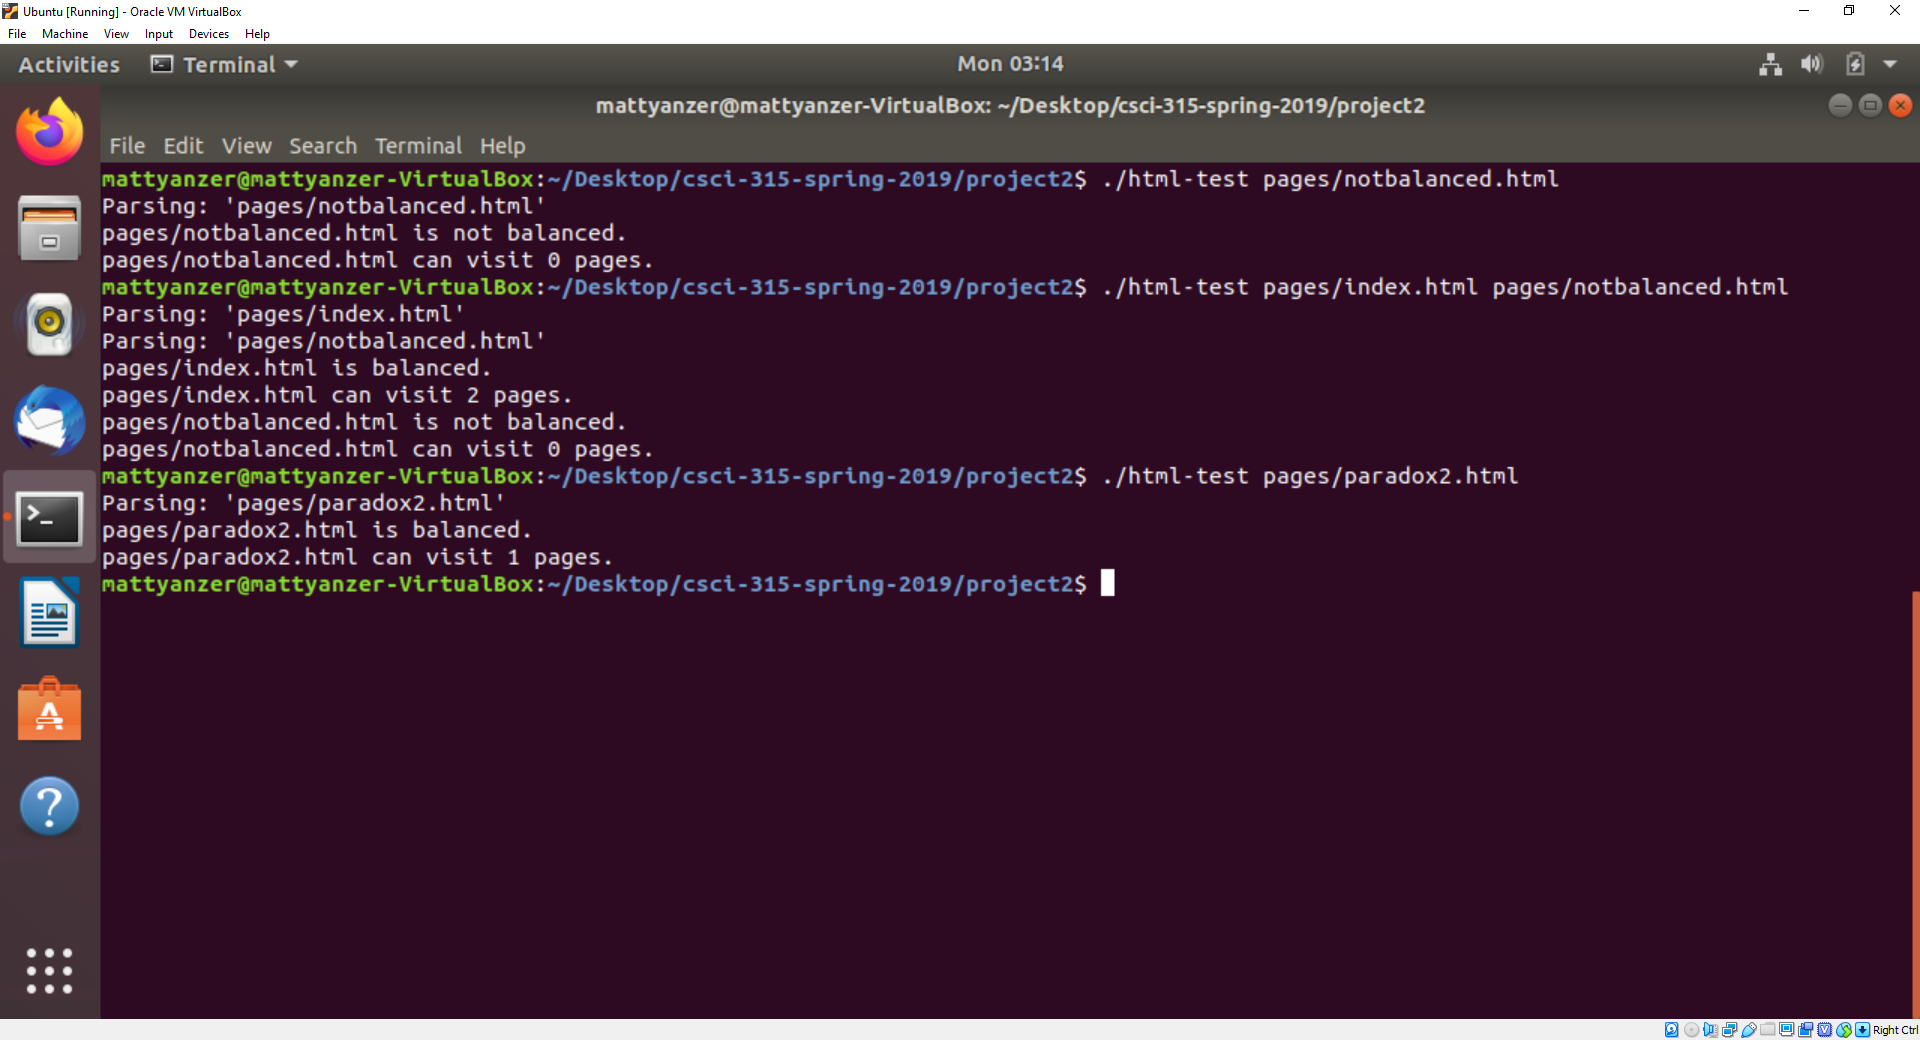 Ubuntu [Running] - Oracle VM VirtualBox
File Machine View Input Devices Help
Activities Terminal Mon 03:14
mattyanzer@mattyanzer-VirtualBox: ~/Desktop/csci-315-spring-2019/project2
File Edit View Search Terminal Help
mattyanzer@mattyanzer-VirtualBox:~/Desktop/csci-315-spring-2019/project2$ ./html-test pages/notbalanced.html
Parsing: 'pages/notbalanced.html'
pages/notbalanced.html is not balanced.
pages/notbalanced.html can visit 0 pages.
mattyanzer@mattyanzer-VirtualBox:~/Desktop/csci-315-spring-2019/project2$ ./html-test pages/index.html pages/notbalanced.html
Parsing: 'pages/index.html'
Parsing: 'pages/notbalanced.html'
pages/index.html is balanced.
pages/index.html can visit 2 pages.
pages/notbalanced.html is not balanced.
pages/notbalanced.html can visit 0 pages.
mattyanzer@mattyanzer-VirtualBox:~/Desktop/csci-315-spring-2019/project2$ ./html-test pages/paradox2.html
Parsing: 'pages/paradox2.html'
pages/paradox2.html is balanced.
pages/paradox2.html can visit 1 pages.
mattyanzer@mattyanzer-VirtualBox:~/Desktop/csci-315-spring-2019/project2$
Right Ctrl